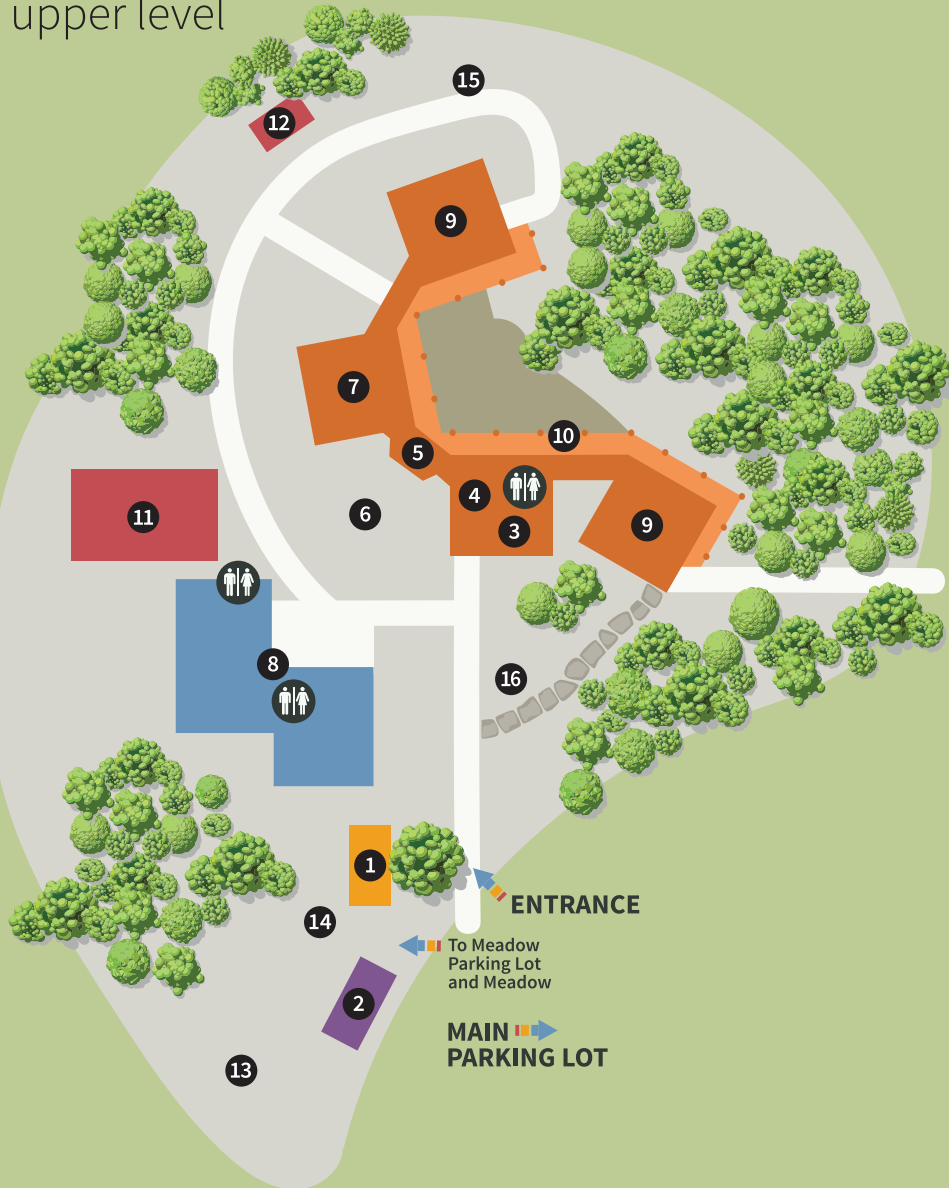 upper level
15
12
9
7
10
5
4
6
3
9
11
8
16
1
ENTRANCE
14
To Meadow
Parking Lot
and Meadow
2
MAIN
PARKING LOT
13